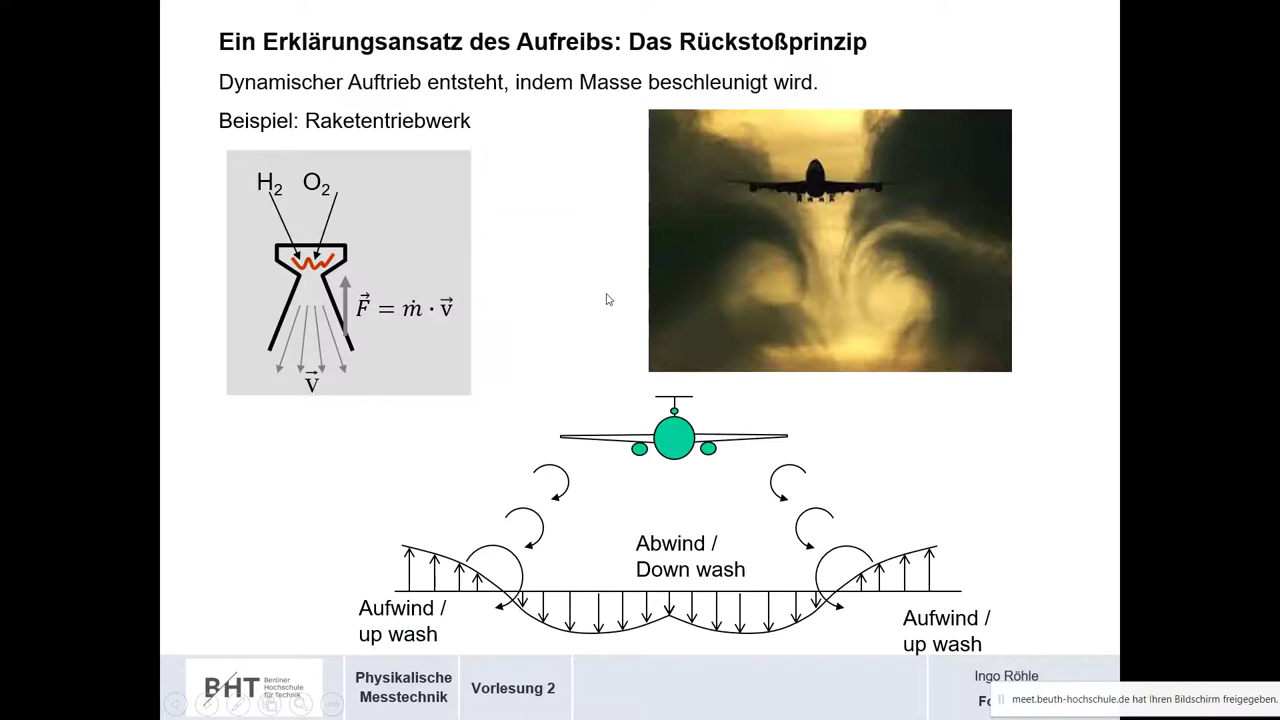 Ein Erklärungsansatz des Aufreibs: Das Rückstoßprinzip
Dynamischer Auftrieb entsteht, indem Masse beschleunigt wird.
Beispiel: Raketentriebwerk
H₂ O₂
F⃗ = ṁ · v⃗
v⃗
Abwind /
Down wash
Aufwind /
up wash
Aufwind /
up wash
BHT Berliner
Hochschule
für Technik
Physikalische
Messtechnik
Vorlesung 2
Ingo Röhle
meet.beuth-hochschule.de hat Ihren Bildschirm freigegeben.